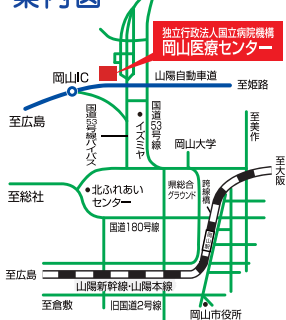 案内図
独立行政法人国立病院機構
岡山医療センター
岡山IC
山陽自動車道
至姫路
至広島
国道53号線バイパス
イズミヤ
国道53号線
岡山大学
至美作
至大阪
至総社
北ふれあい
センター
県総合
グラウンド
跨線橋
国道180号線
岡山駅
至広島
山陽新幹線・山陽本線
至倉敷
旧国道2号線
岡山市役所